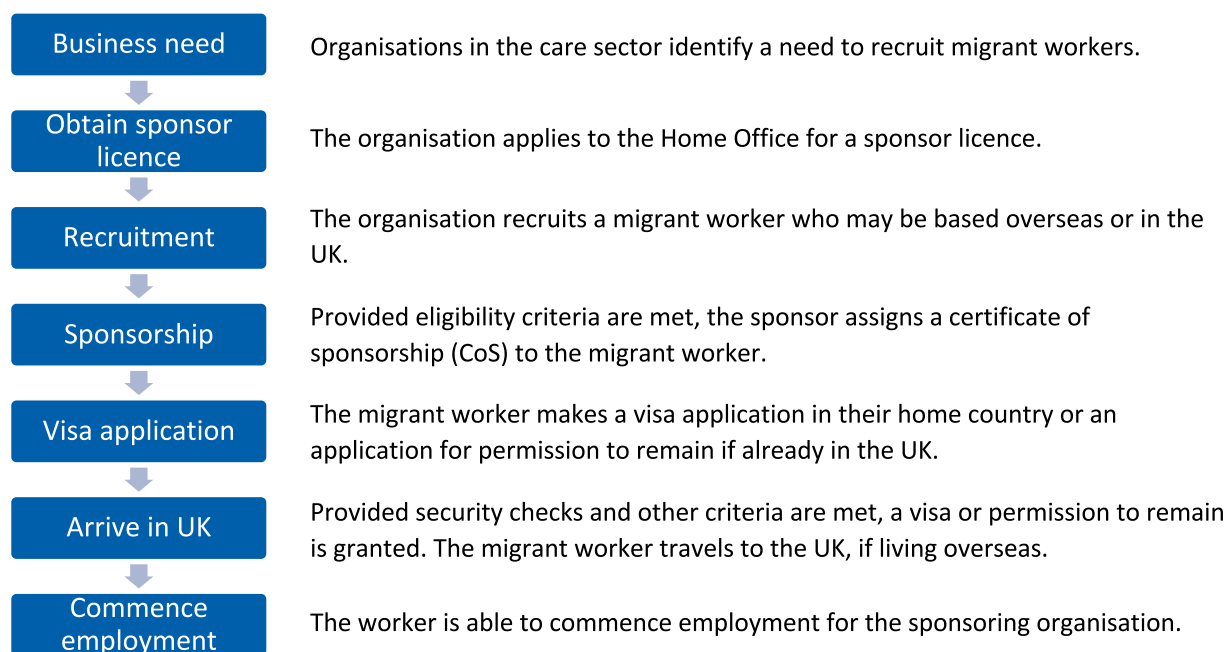 Business need
Organisations in the care sector identify a need to recruit migrant workers.
Obtain sponsor
licence
The organisation applies to the Home Office for a sponsor licence.
Recruitment
The organisation recruits a migrant worker who may be based overseas or in the
UK.
Sponsorship
Provided eligibility criteria are met, the sponsor assigns a certificate of
sponsorship (CoS) to the migrant worker.
Visa application
The migrant worker makes a visa application in their home country or an
application for permission to remain if already in the UK.
Arrive in UK
Provided security checks and other criteria are met, a visa or permission to remain
is granted. The migrant worker travels to the UK, if living overseas.
Commence
employment
The worker is able to commence employment for the sponsoring organisation.